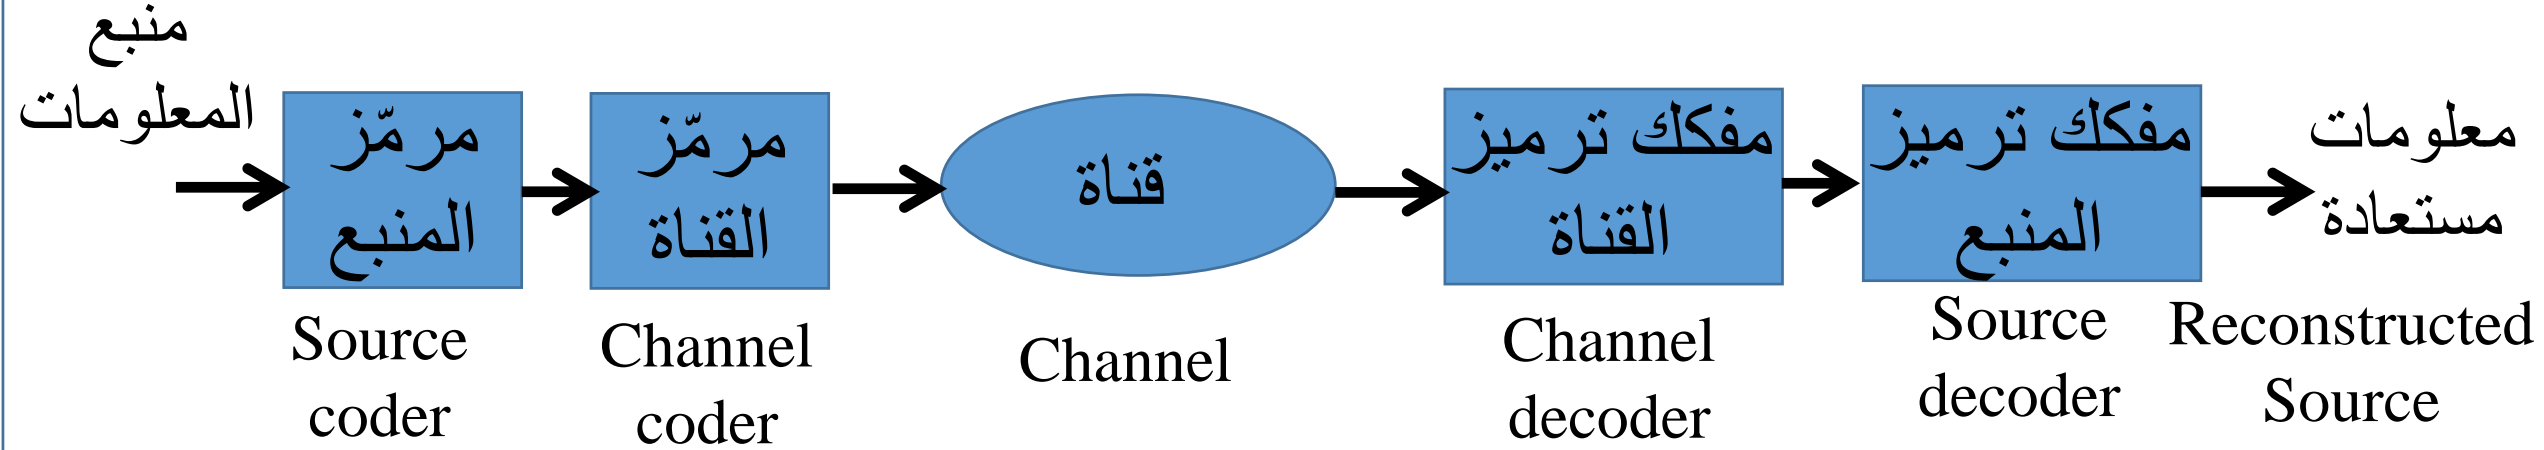 منبع
المعلومات
مرمّز
المنبع
Source
coder
مرمّز
القناة
Channel
coder
قناة
Channel
مفكك ترميز
القناة
Channel
decoder
مفكك ترميز
المنبع
Source
decoder
معلومات
مستعادة
Reconstructed
Source